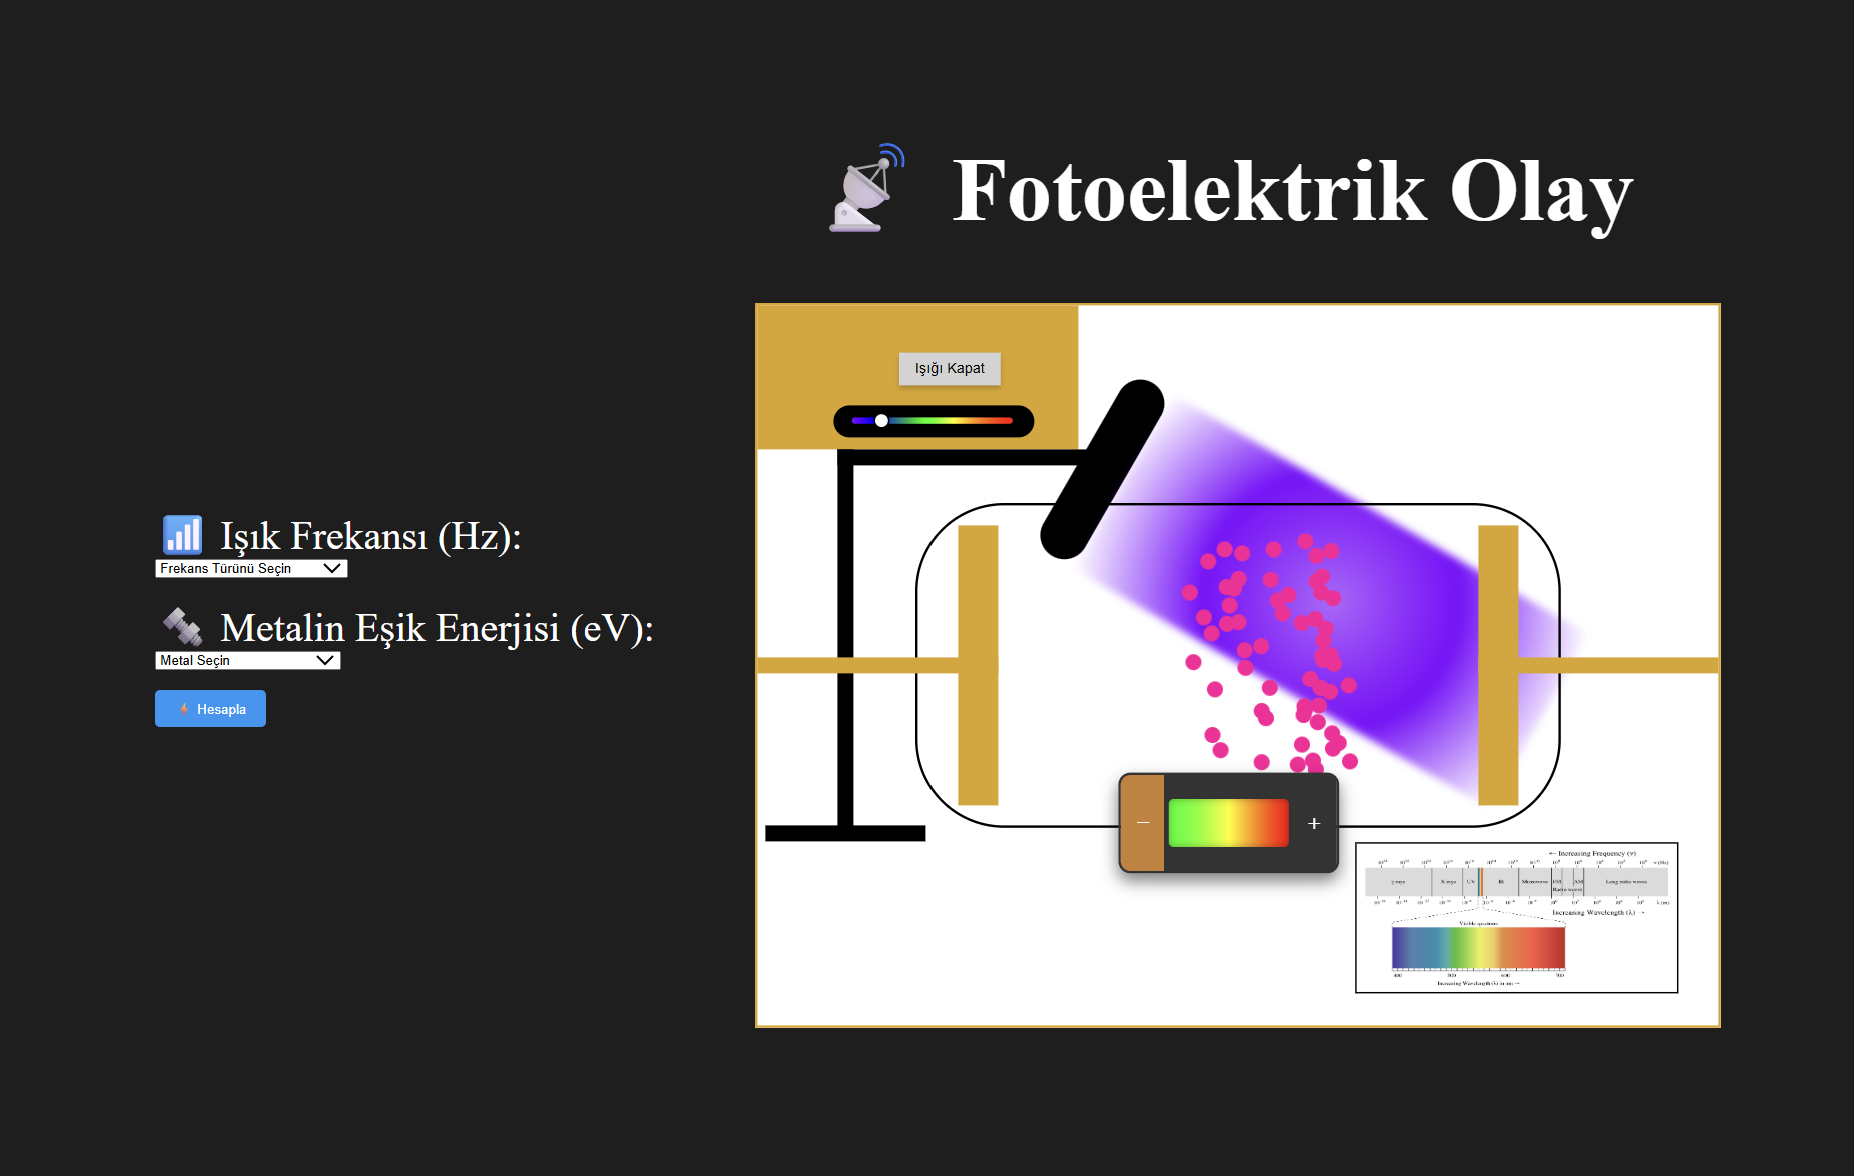 Fotoelektrik Olay
Işığı Kapat
Işık Frekansı (Hz):
Frekans Türünü Seçin
Metalin Eşik Enerjisi (eV):
Metal Seçin
Hesapla
− +
← Increasing Frequency (ν)
ν (Hz)
γ rays X rays UV IR Microwave FM AM Long radio waves
Radio waves
λ (m)
Increasing Wavelength (λ) →
Visible spectrum
400 500 600 700
Increasing Wavelength (λ) in nm →